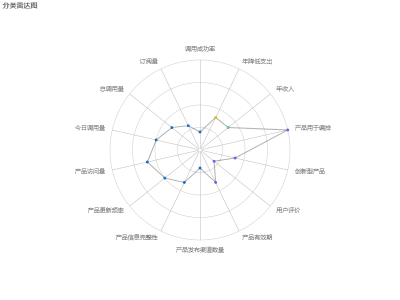 分类雷达图
调用成功率
订阅量
年降低支出
总调用量
年收入
今日调用量
产品用于编排
产品访问量
创新型产品
产品更新频率
用户评价
产品信息完整性
产品有效期
产品发布渠道数量